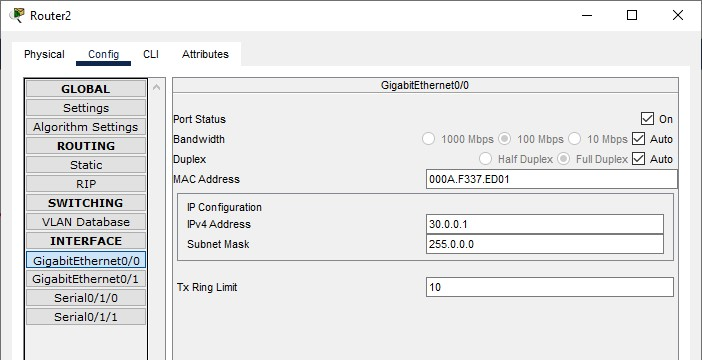 Router2
Physical Config CLI Attributes
GLOBAL
Settings
Algorithm Settings
ROUTING
Static
RIP
SWITCHING
VLAN Database
INTERFACE
GigabitEthernet0/0
GigabitEthernet0/1
Serial0/1/0
Serial0/1/1
GigabitEthernet0/0
Port Status On
Bandwidth 1000 Mbps 100 Mbps 10 Mbps Auto
Duplex Half Duplex Full Duplex Auto
MAC Address 000A.F337.ED01
IP Configuration
IPv4 Address 30.0.0.1
Subnet Mask 255.0.0.0
Tx Ring Limit 10